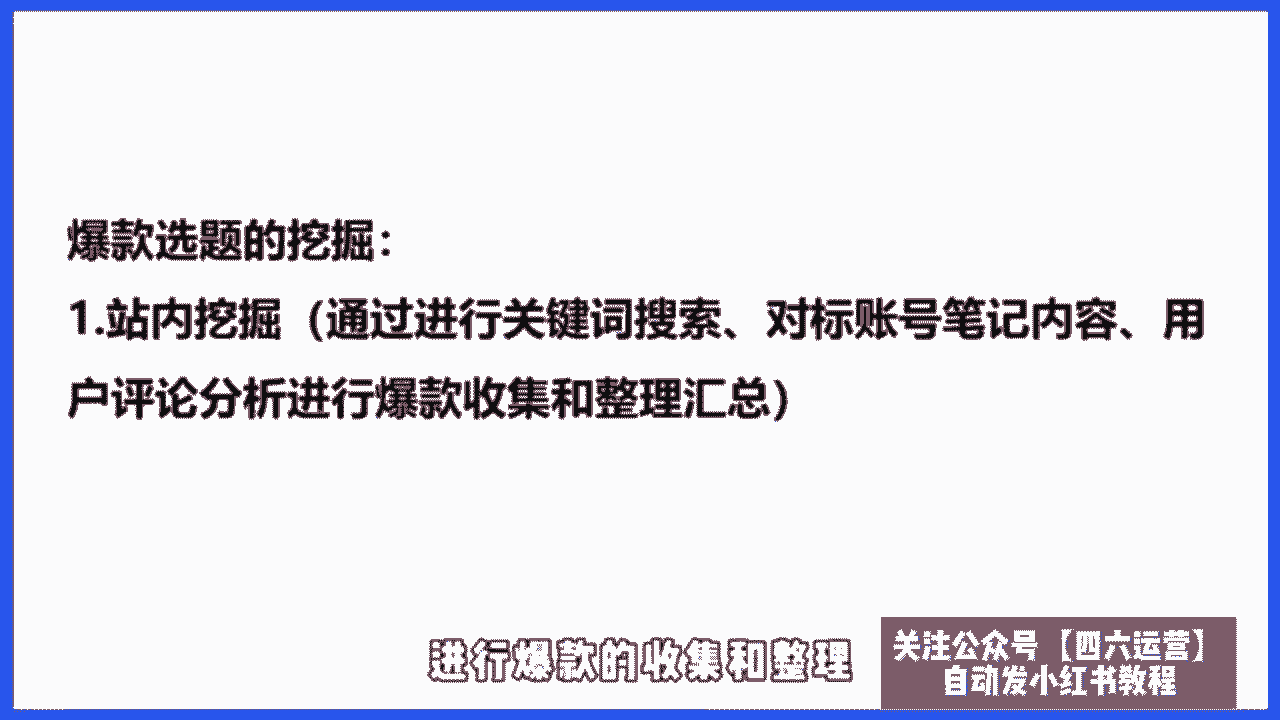 爆款选题的挖掘：
1.站内挖掘（通过进行关键词搜索、对标账号笔记内容、用
户评论分析进行爆款收集和整理汇总）
进行爆款的收集和整理
关注公众号【四六运营】
自动发小红书教程